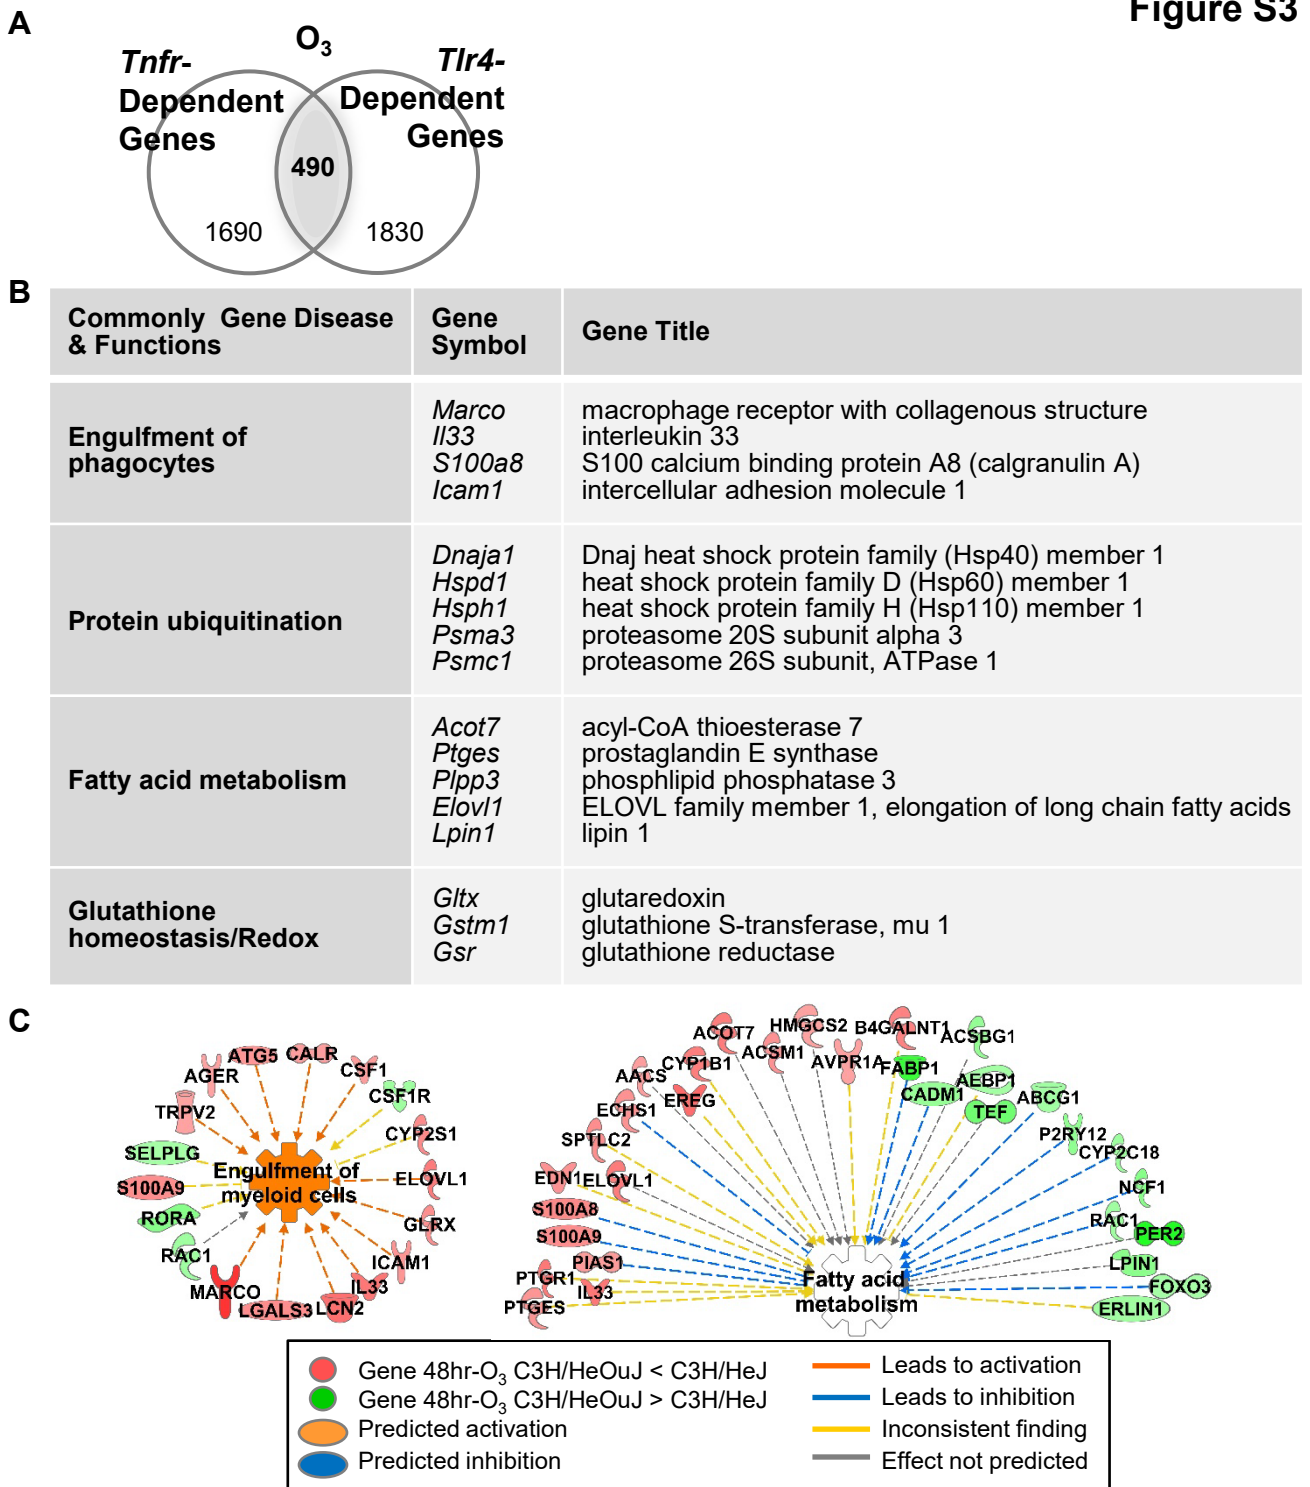 Figure S3
A
O3
Tnfr-
Dependent
Genes
Tlr4-
Dependent
Genes
490
1690
1830
B
Commonly Gene Disease
& Functions
Gene
Symbol
Gene Title
Engulfment of
phagocytes
Marco macrophage receptor with collagenous structure
Il33 interleukin 33
S100a8 S100 calcium binding protein A8 (calgranulin A)
Icam1 intercellular adhesion molecule 1
Protein ubiquitination
Dnaja1 Dnaj heat shock protein family (Hsp40) member 1
Hspd1 heat shock protein family D (Hsp60) member 1
Hsph1 heat shock protein family H (Hsp110) member 1
Psma3 proteasome 20S subunit alpha 3
Psmc1 proteasome 26S subunit, ATPase 1
Fatty acid metabolism
Acot7 acyl-CoA thioesterase 7
Ptges prostaglandin E synthase
Plpp3 phosphlipid phosphatase 3
Elovl1 ELOVL family member 1, elongation of long chain fatty acids
Lpin1 lipin 1
Glutathione
homeostasis/Redox
Gltx glutaredoxin
Gstm1 glutathione S-transferase, mu 1
Gsr glutathione reductase
C
ATG5
CALR
AGER
CSF1
CSF1R
TRPV2
CYP2S1
SELPLG
Engulfment of
myeloid cells
ELOVL1
S100A9
RORA
GLRX
RAC1
ICAM1
MARCO
IL33
LGALS3
LCN2
ACOT7
HMGCS2
B4GALNT1
ACSBG1
ACSM1
CYP1B1
AVPR1A
FABP1
AACS
AEBP1
EREG
CADM1
ABCG1
ECHS1
TEF
SPTLC2
P2RY12
CYP2C18
EDN1
ELOVL1
NCF1
S100A8
RAC1
S100A9
PER2
PIAS1
LPIN1
PTGR1
IL33
Fatty acid
metabolism
FOXO3
PTGES
ERLIN1
Gene 48hr-O3 C3H/HeOuJ < C3H/HeJ
Gene 48hr-O3 C3H/HeOuJ > C3H/HeJ
Predicted activation
Predicted inhibition
Leads to activation
Leads to inhibition
Inconsistent finding
Effect not predicted